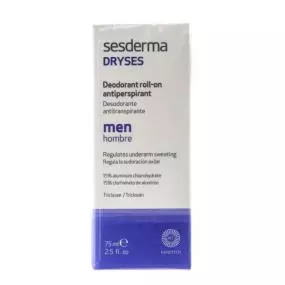 sesderma
DRYSES
Deodorant roll-on
antiperspirant
Desodorante
antitranspirante
men
hombre
Regulates underarm sweating
Regula la sudoración axilar
15% aluminium chlorohydrate
15% clorhidrato de aluminio
Triclosan / Triclosán
75 ml e
2.5 fl. oz